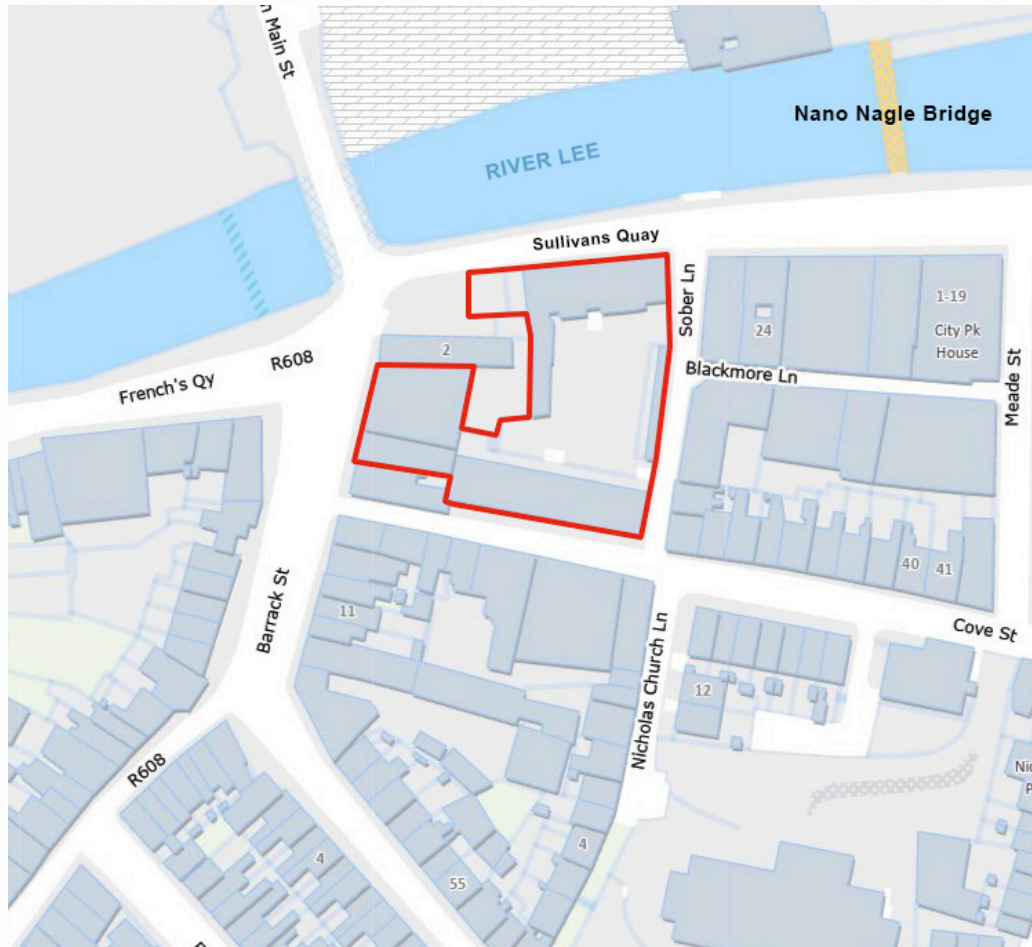 n Main St
Nano Nagle Bridge
RIVER LEE
Sullivans Quay
Sober Ln
1-19
24
City Pk
House
2
R608
French's Qy
Blackmore Ln
Meade St
40
41
11
Barrack St
Cove St
12
Nicholas Church Ln
R608
Nic
P
4
4
55